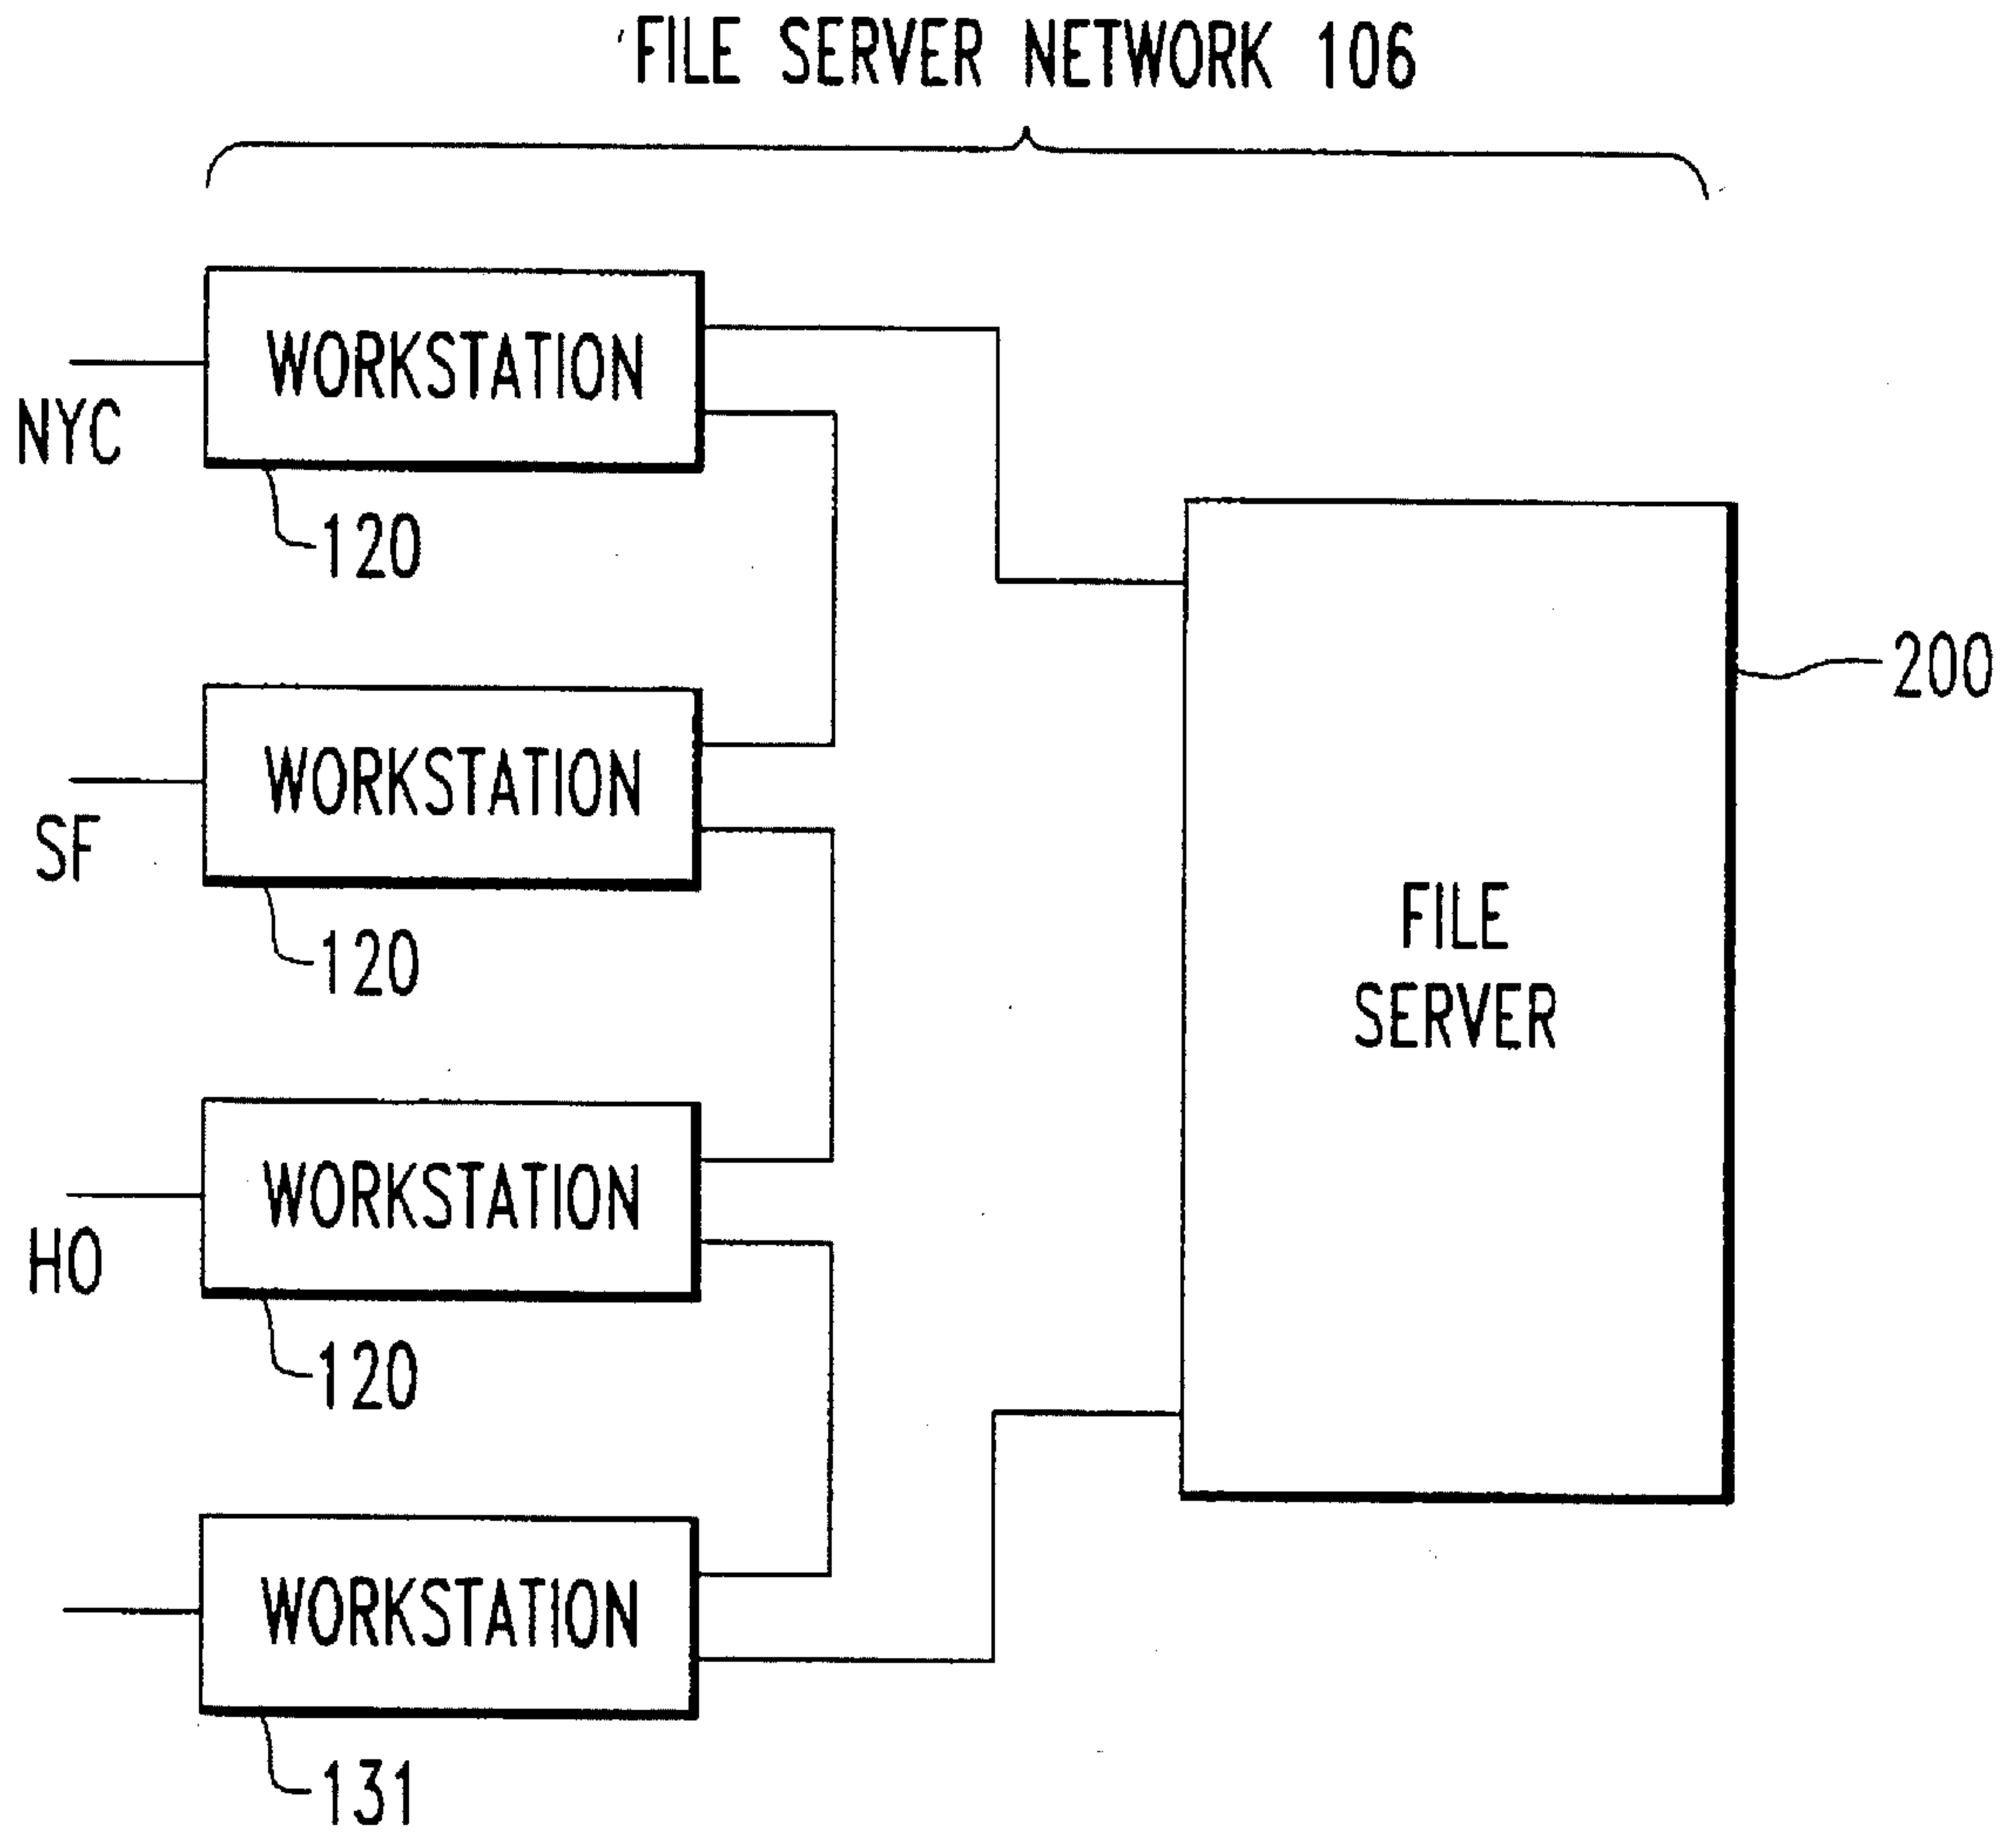 FILE SERVER NETWORK 106
WORKSTATION
NYC
120
WORKSTATION
SF
120
WORKSTATION
HO
120
WORKSTATION
131
FILE
SERVER
200